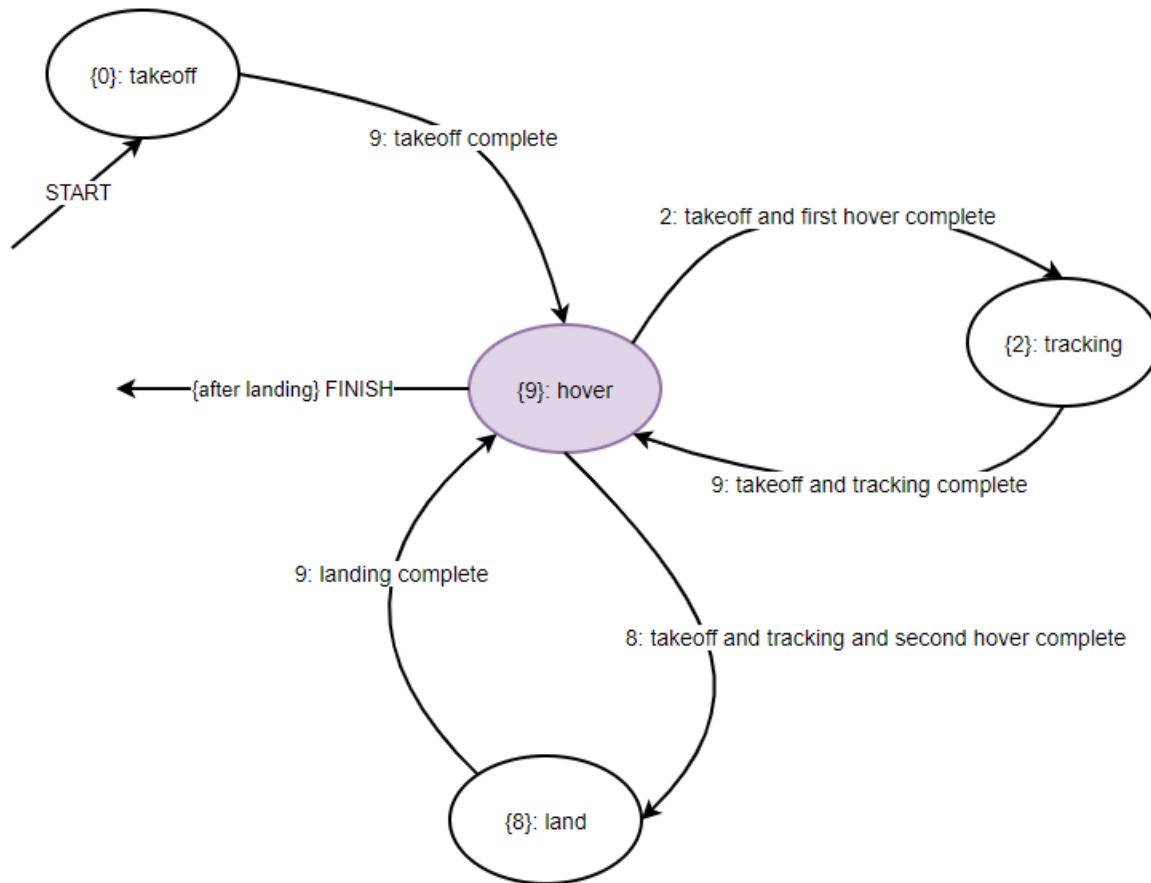 {0}: takeoff
9: takeoff complete
START
2: takeoff and first hover complete
{2}: tracking
{after landing} FINISH
{9}: hover
9: takeoff and tracking complete
9: landing complete
8: takeoff and tracking and second hover complete
{8}: land